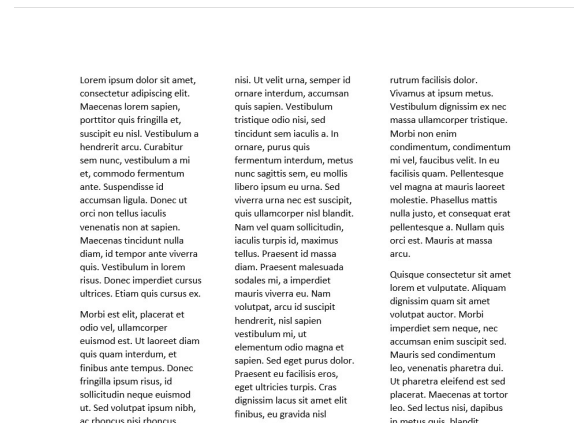 Lorem ipsum dolor sit amet,
consectetur adipiscing elit.
Maecenas lorem sapien,
porttitor quis fringilla et,
suscipit eu nisl. Vestibulum a
hendrerit arcu. Curabitur
sem nunc, vestibulum a mi
et, commodo fermentum
ante. Suspendisse id
accumsan ligula. Donec ut
orci non tellus iaculis
venenatis non at sapien.
Maecenas tincidunt nulla
diam, id tempor ante viverra
quis. Vestibulum in lorem
risus. Donec imperdiet cursus
ultrices. Etiam quis cursus ex.
Morbi est elit, placerat et
odio vel, ullamcorper
euismod est. Ut laoreet diam
quis quam interdum, et
finibus ante tempus. Donec
fringilla ipsum risus, id
sollicitudin neque euismod
ut. Sed volutpat ipsum nibh,
ac rhoncus nisi rhoncus
nisi. Ut velit urna, semper id
ornare interdum, accumsan
quis sapien. Vestibulum
tristique odio nisi, sed
tincidunt sem iaculis a. In
ornare, purus quis
fermentum interdum, metus
nunc sagittis sem, eu mollis
libero ipsum eu urna. Sed
viverra urna nec est suscipit,
quis ullamcorper nisl blandit.
Nam vel quam sollicitudin,
iaculis turpis id, maximus
tellus. Praesent id massa
diam. Praesent malesuada
sodales mi, a imperdiet
mauris viverra eu. Nam
volutpat, arcu id suscipit
hendrerit, nisl sapien
vestibulum mi, ut
elementum odio magna et
sapien. Sed eget purus dolor.
Praesent eu facilisis eros,
eget ultricies turpis. Cras
dignissim lacus sit amet elit
finibus, eu gravida nisl
rutrum facilisis dolor.
Vivamus at ipsum metus.
Vestibulum dignissim ex nec
massa ullamcorper tristique.
Morbi non enim
condimentum, condimentum
mi vel, faucibus velit. In eu
facilisis quam. Pellentesque
vel magna at mauris laoreet
molestie. Phasellus mattis
nulla justo, et consequat erat
pellentesque a. Nullam quis
orci est. Mauris at massa
arcu.
Quisque consectetur sit amet
lorem et vulputate. Aliquam
dignissim quam sit amet
volutpat auctor. Morbi
imperdiet sem neque, nec
accumsan enim suscipit sed.
Mauris sed condimentum
leo, venenatis pharetra dui.
Ut pharetra eleifend est sed
placerat. Maecenas at tortor
leo. Sed lectus nisi, dapibus
in metus quis, blandit